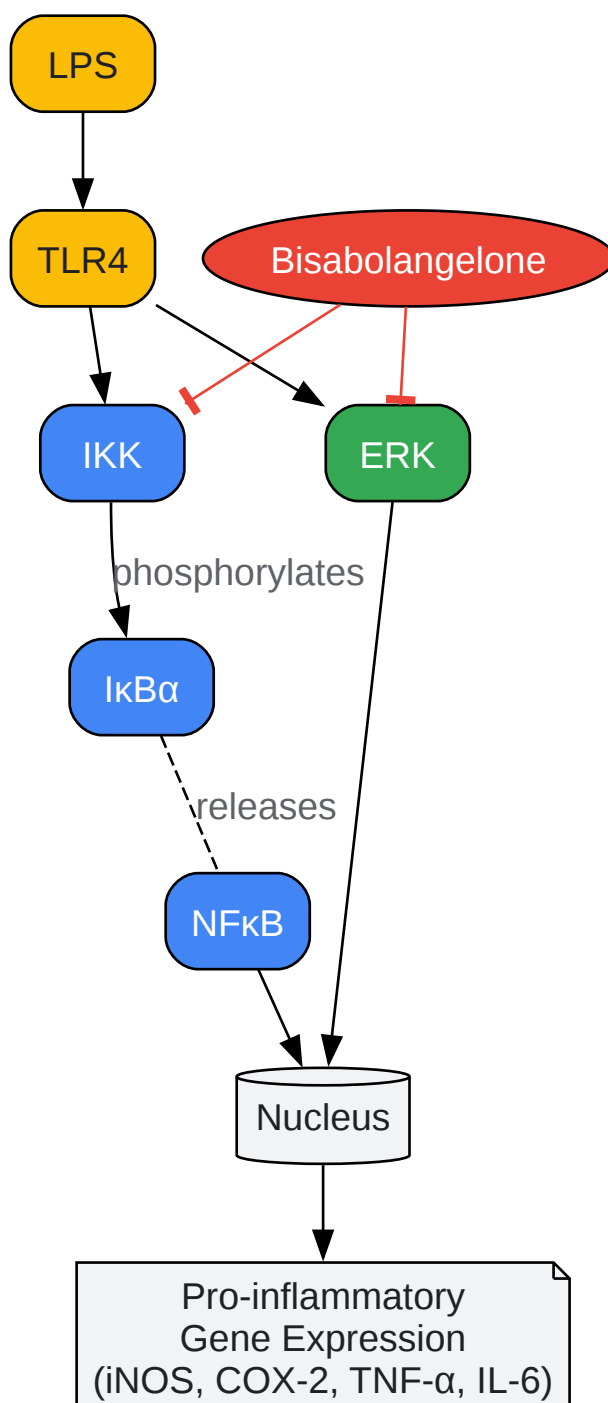 LPS
TLR4
Bisabolangelone
IKK
ERK
phosphorylates
IκBα
releases
NFκB
Nucleus
Pro-inflammatory
Gene Expression
(iNOS, COX-2, TNF-α, IL-6)